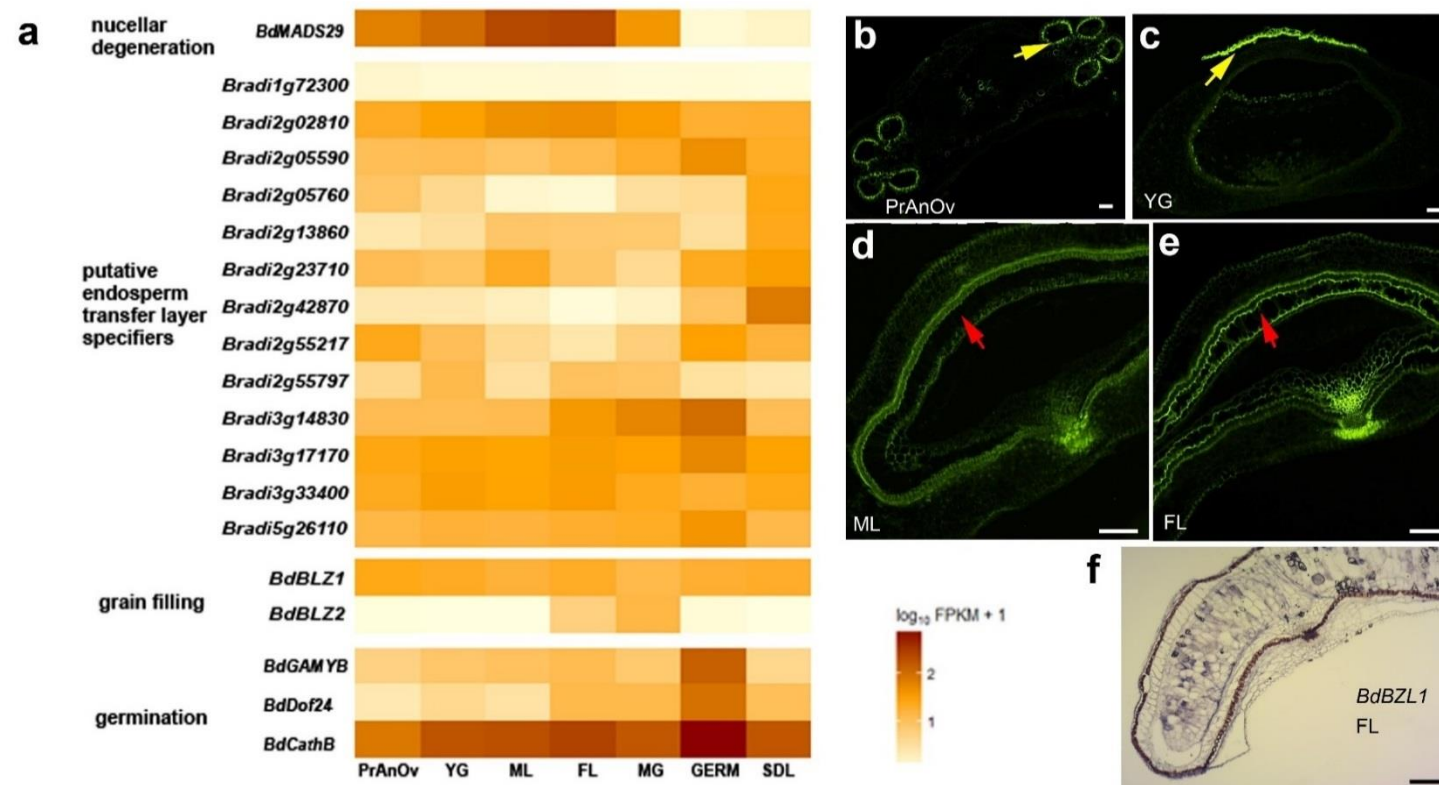 a
nucellar
degeneration
BdMADS29
putative
endosperm
transfer layer
specifiers
Bradi1g72300
Bradi2g02810
Bradi2g05590
Bradi2g05760
Bradi2g13860
Bradi2g23710
Bradi2g42870
Bradi2g55217
Bradi2g55797
Bradi3g14830
Bradi3g17170
Bradi3g33400
Bradi5g26110
grain filling
BdBLZ1
BdBLZ2
germination
BdGAMYB
BdDof24
BdCathB
PrAnOv YG ML FL MG GERM SDL
log₁₀ FPKM + 1
2
1
b
PrAnOv
c
YG
d
ML
e
FL
f
BdBZL1
FL